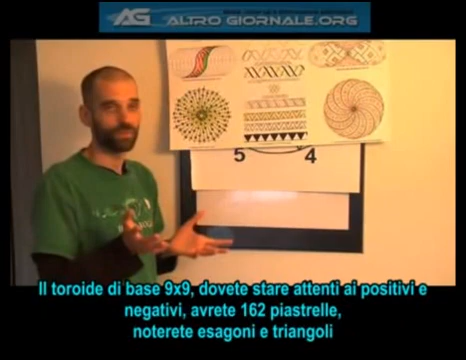 ALTRO GIORNALE.ORG
5 4
Il toroide di base 9x9, dovete stare attenti ai positivi e
negativi, avrete 162 piastrelle,
noterete esagoni e triangoli